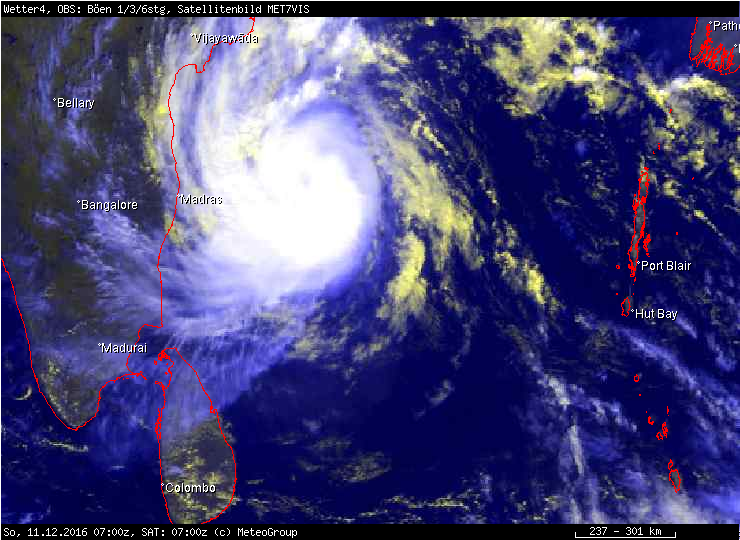 Wetter4, OBS: Böen 1/3/6stg, Satellitenbild MET7VIS
Pathe
Vijayawada
Bellary
Bangalore
Madras
Port Blair
Hut Bay
Madurai
Colombo
So, 11.12.2016 07:00z, SAT: 07:00z (c) MeteoGroup
237 - 301 km